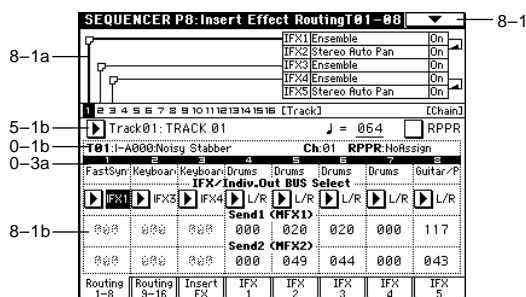 SEQUENCER P8:Insert Effect RoutingT01-08
8–1
IFX1 Ensemble On
IFX2 Stereo Auto Pan On
8–1a
IFX3 Ensemble On
IFX4 Ensemble On
IFX5 Stereo Auto Pan On
1 2 3 4 5 6 7 8 9 10 11 12 13 14 15 16 [Track] [Chain]
5–1b Track01: TRACK 01 ♩ = 064 RPPR
0–1b T01:I-A000:Noisy Stabber Ch:01 RPPR:NoAssign
0–3a 1 2 3 4 5 6 7 8
FastSyn Keyboar Keyboar Drums Drums Drums Drums Guitar/P
IFX/Indiv.Out BUS Select
IFX1 IFX3 IFX4 L/R L/R L/R L/R L/R
Send1 (MFX1)
8–1b 000 020 020 000 117
Send2 (MFX2)
000 049 044 000 043
Routing 1-8 Routing 9-16 Insert FX IFX 1 IFX 2 IFX 3 IFX 4 IFX 5